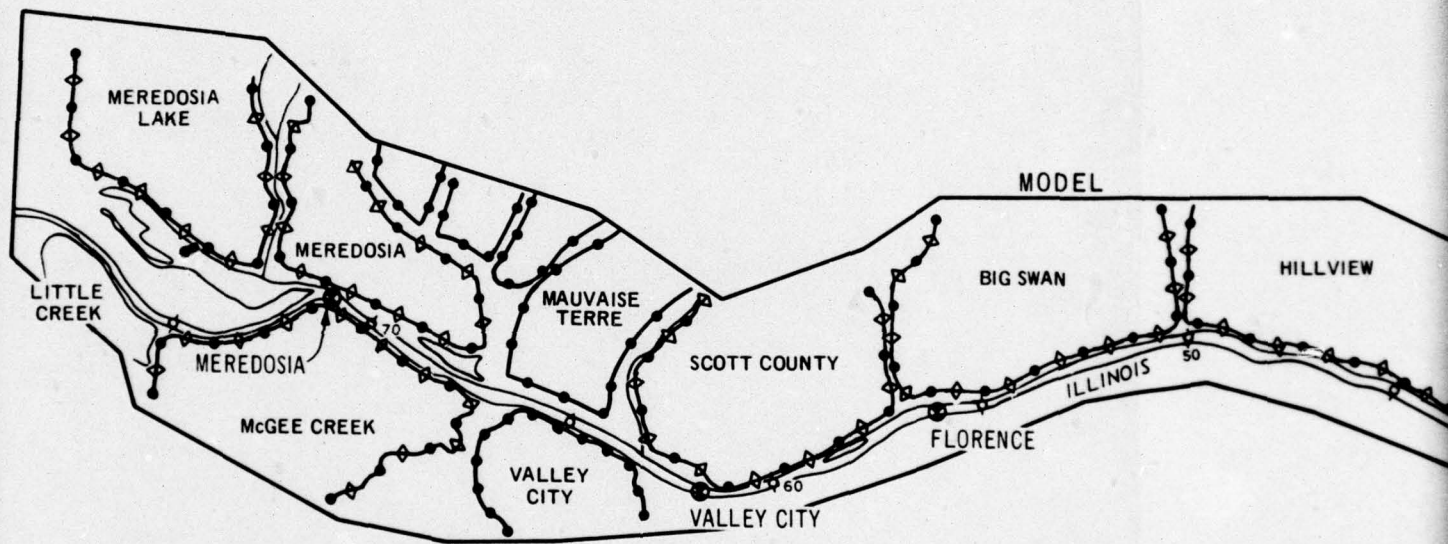 MEREDOSIA
LAKE
MODEL
MEREDOSIA
BIG SWAN
HILLVIEW
LITTLE
CREEK
MAUVAISE
TERRE
70
MEREDOSIA
SCOTT COUNTY
50
ILLINOIS
McGEE CREEK
FLORENCE
VALLEY
CITY
60
VALLEY CITY